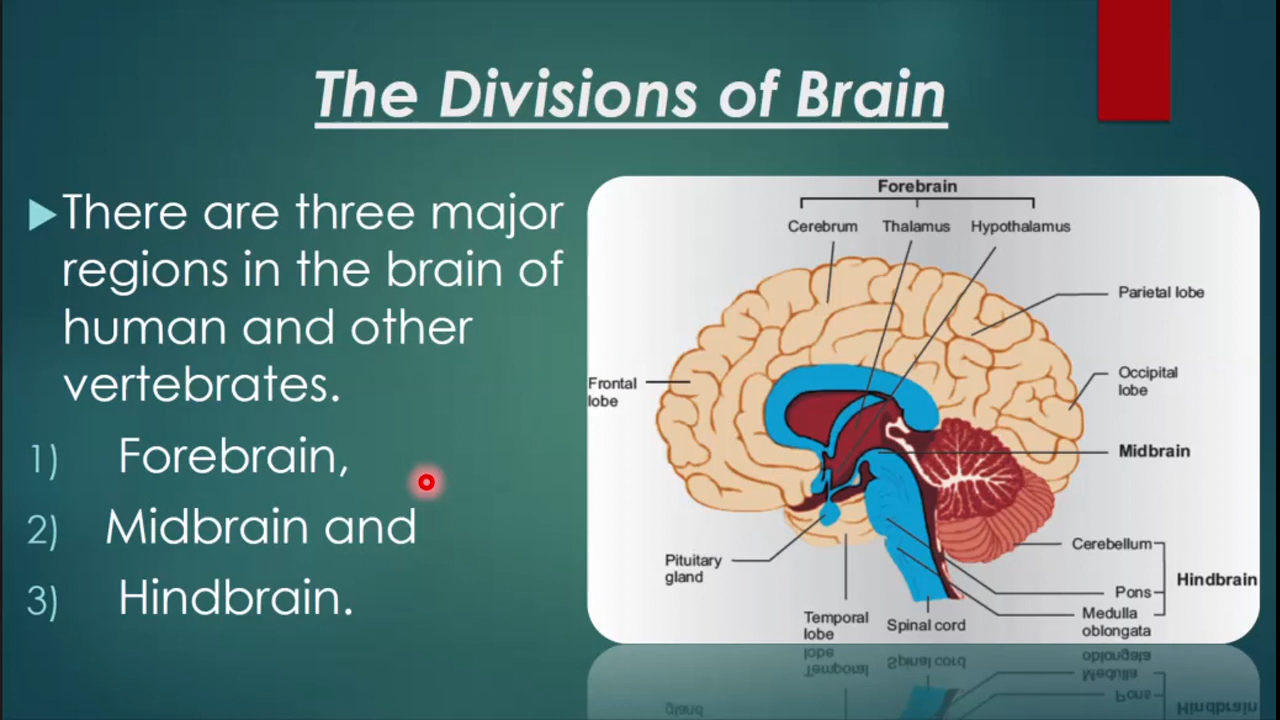 The Divisions of Brain
There are three major
regions in the brain of
human and other
vertebrates.
1) Forebrain,
2) Midbrain and
3) Hindbrain.
Forebrain
Cerebrum Thalamus Hypothalamus
Parietal lobe
Frontal
lobe
Occipital
lobe
Midbrain
Pituitary
gland
Cerebellum
Hindbrain
Pons
Medulla
oblongata
Temporal
lobe
Spinal cord